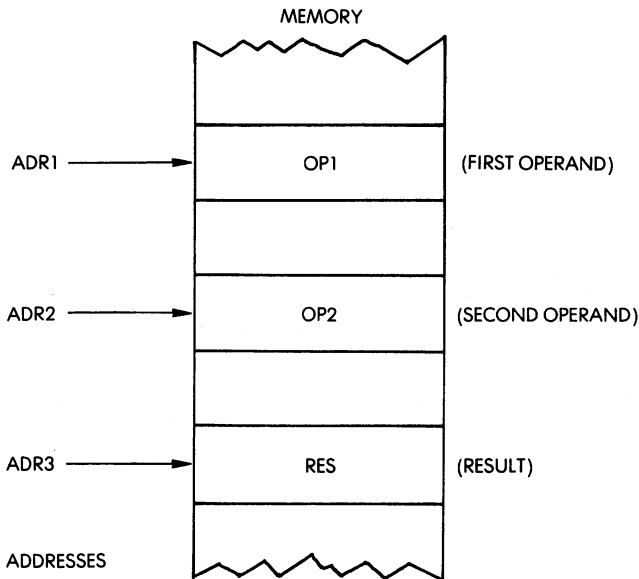 MEMORY
ADR1
OP1
(FIRST OPERAND)
ADR2
OP2
(SECOND OPERAND)
ADR3
RES
(RESULT)
ADDRESSES